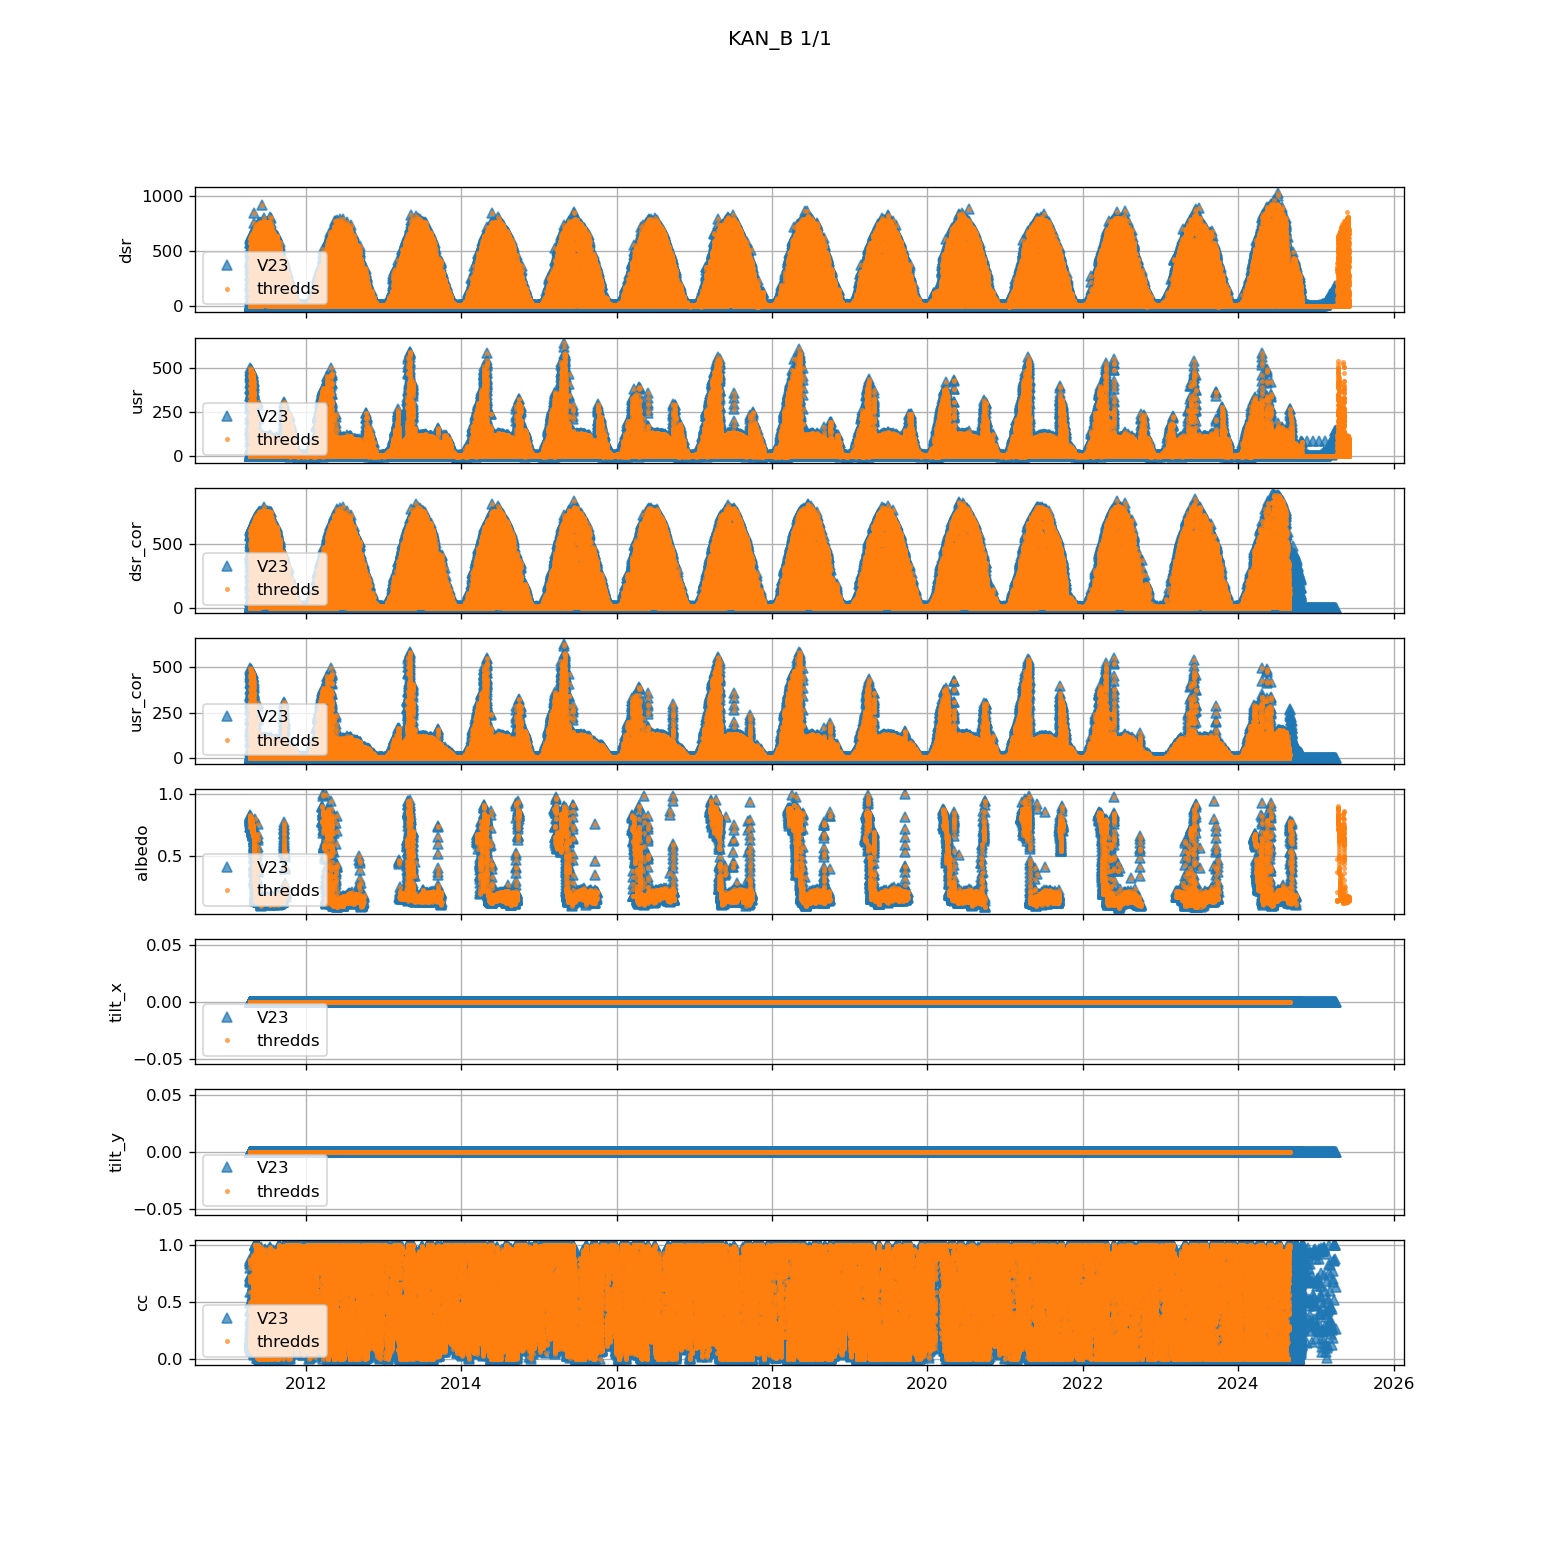 KAN_B 1/1
1000
500
0
dsr
V23
thredds
500
250
0
usr
V23
thredds
500
0
dsr_cor
V23
thredds
500
250
0
usr_cor
V23
thredds
1.0
0.5
albedo
V23
thredds
0.05
0.00
−0.05
tilt_x
V23
thredds
0.05
0.00
−0.05
tilt_y
V23
thredds
1.0
0.5
0.0
cc
V23
thredds
2012 2014 2016 2018 2020 2022 2024 2026